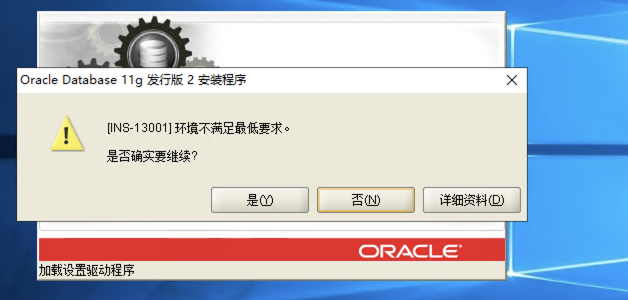 Oracle Database 11g 发行版 2 安装程序
[INS-13001] 环境不满足最低要求。
是否确实要继续?
是(Y)
否(N)
详细资料(D)
ORACLE
加载设置驱动程序